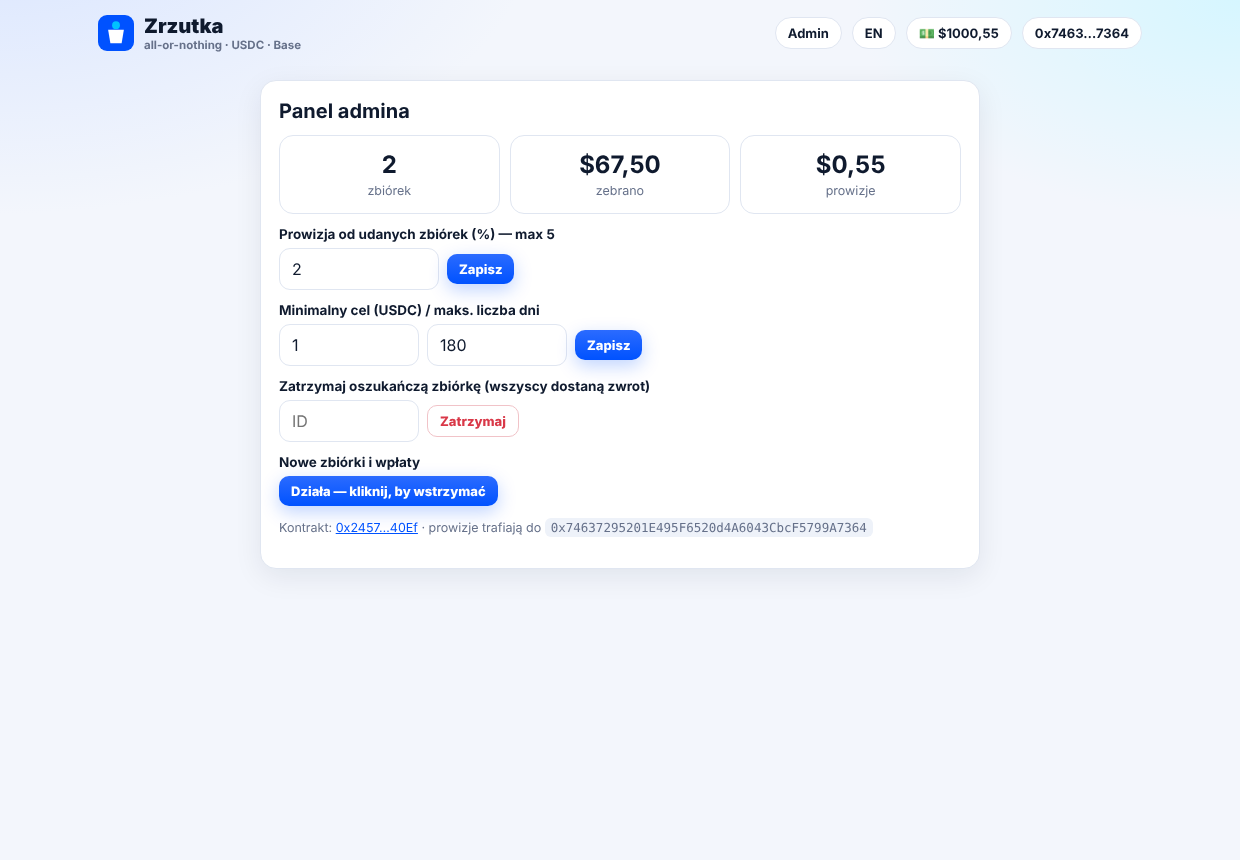 Zrzutka
all-or-nothing · USDC · Base
Admin
EN
$1000,55
0x7463…7364
Panel admina
2
zbiórek
$67,50
zebrano
$0,55
prowizje
Prowizja od udanych zbiórek (%) — max 5
2
Zapisz
Minimalny cel (USDC) / maks. liczba dni
1
180
Zapisz
Zatrzymaj oszukańczą zbiórkę (wszyscy dostaną zwrot)
ID
Zatrzymaj
Nowe zbiórki i wpłaty
Działa — kliknij, by wstrzymać
Kontrakt: 0x2457…40Ef · prowizje trafiają do 0x74637295201E495F6520d4A6043CbcF5799A7364